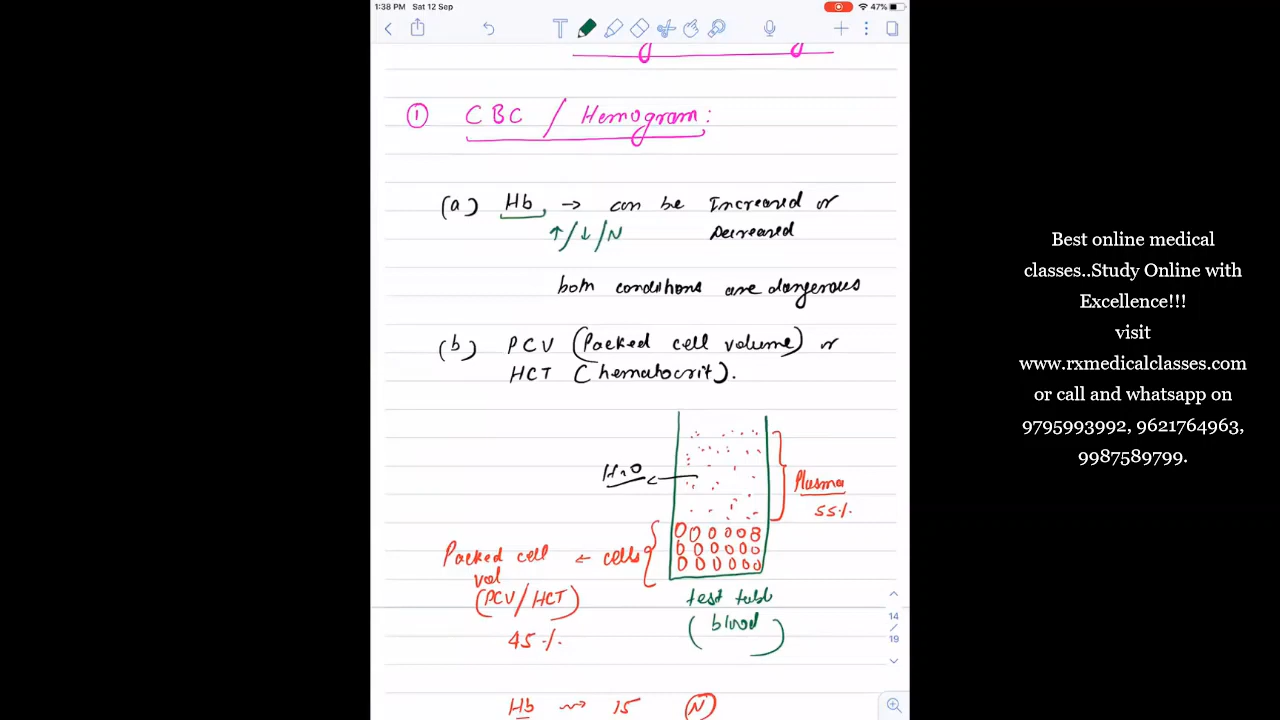 1:38 PM Sat 12 Sep
47%
T
① CBC / Hemogram:
(a) Hb → can be Increased or
↑/↓/N Decreased
both conditions are dangerous
(b) PCV (Packed cell volume) or
HCT (hematocrit).
H2O
Plasma
55%
Packed cell ← cells
vol
(PCV/HCT)
45%
test tub
(blood)
Hb ~> 15 (N)
14
/
19
Best online medical
classes..Study Online with
Excellence!!!
visit
www.rxmedicalclasses.com
or call and whatsapp on
9795993992, 9621764963,
9987589799.